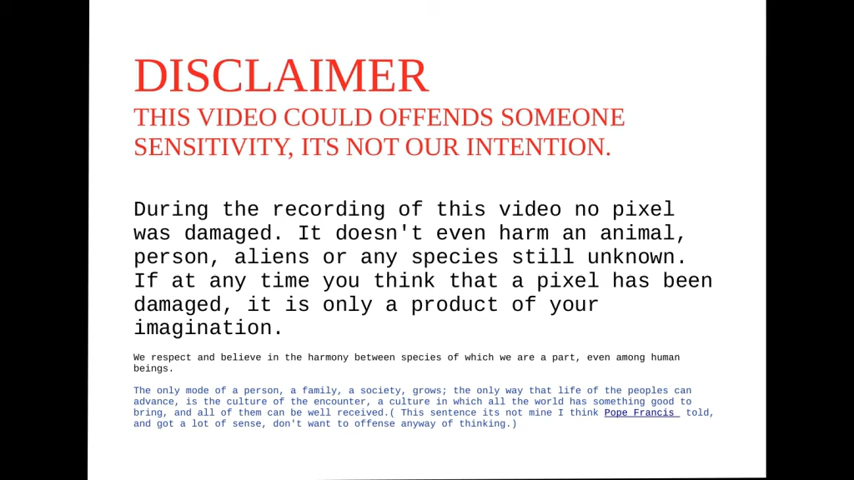 DISCLAIMER
THIS VIDEO COULD OFFENDS SOMEONE
SENSITIVITY, ITS NOT OUR INTENTION.
During the recording of this video no pixel
was damaged. It doesn't even harm an animal,
person, aliens or any species still unknown.
If at any time you think that a pixel has been
damaged, it is only a product of your
imagination.
We respect and believe in the harmony between species of which we are a part, even among human
beings.
The only mode of a person, a family, a society, grows; the only way that life of the peoples can
advance, is the culture of the encounter, a culture in which all the world has something good to
bring, and all of them can be well received.( This sentence its not mine I think Pope Francis told,
and got a lot of sense, don't want to offense anyway of thinking.)